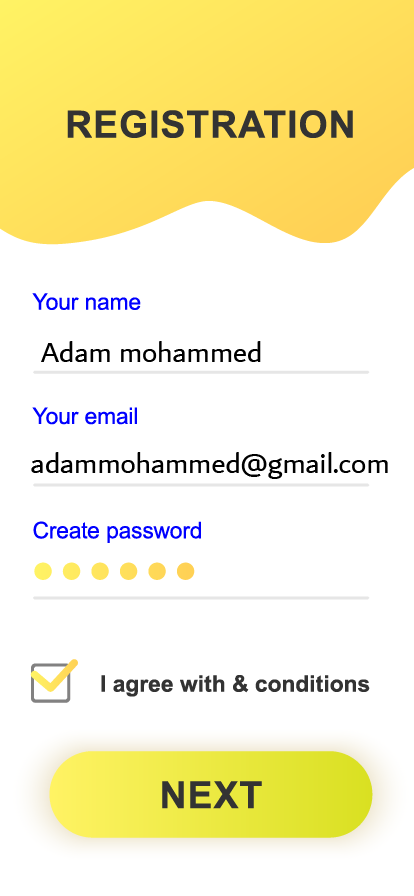 REGISTRATION
Your name
Adam mohammed
Your email
adammohammed@gmail.com
Create password
I agree with & conditions
NEXT